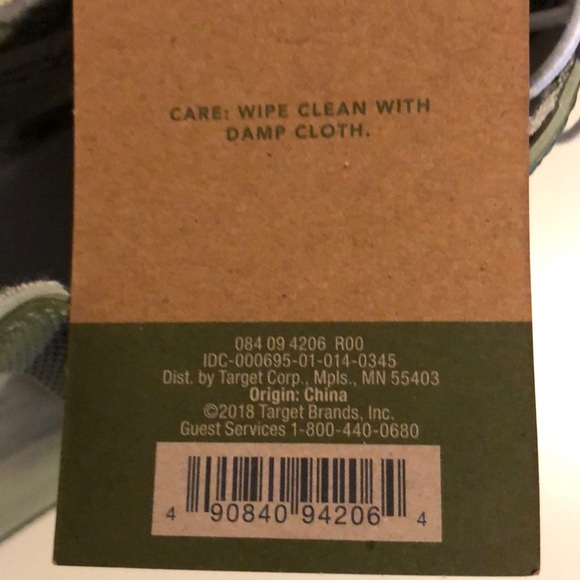 CARE: WIPE CLEAN WITH
DAMP CLOTH.
084 09 4206 R00
IDC-000695-01-014-0345
Dist. by Target Corp., Mpls., MN 55403
Origin: China
©2018 Target Brands, Inc.
Guest Services 1-800-440-0680
4 90840 94206 4